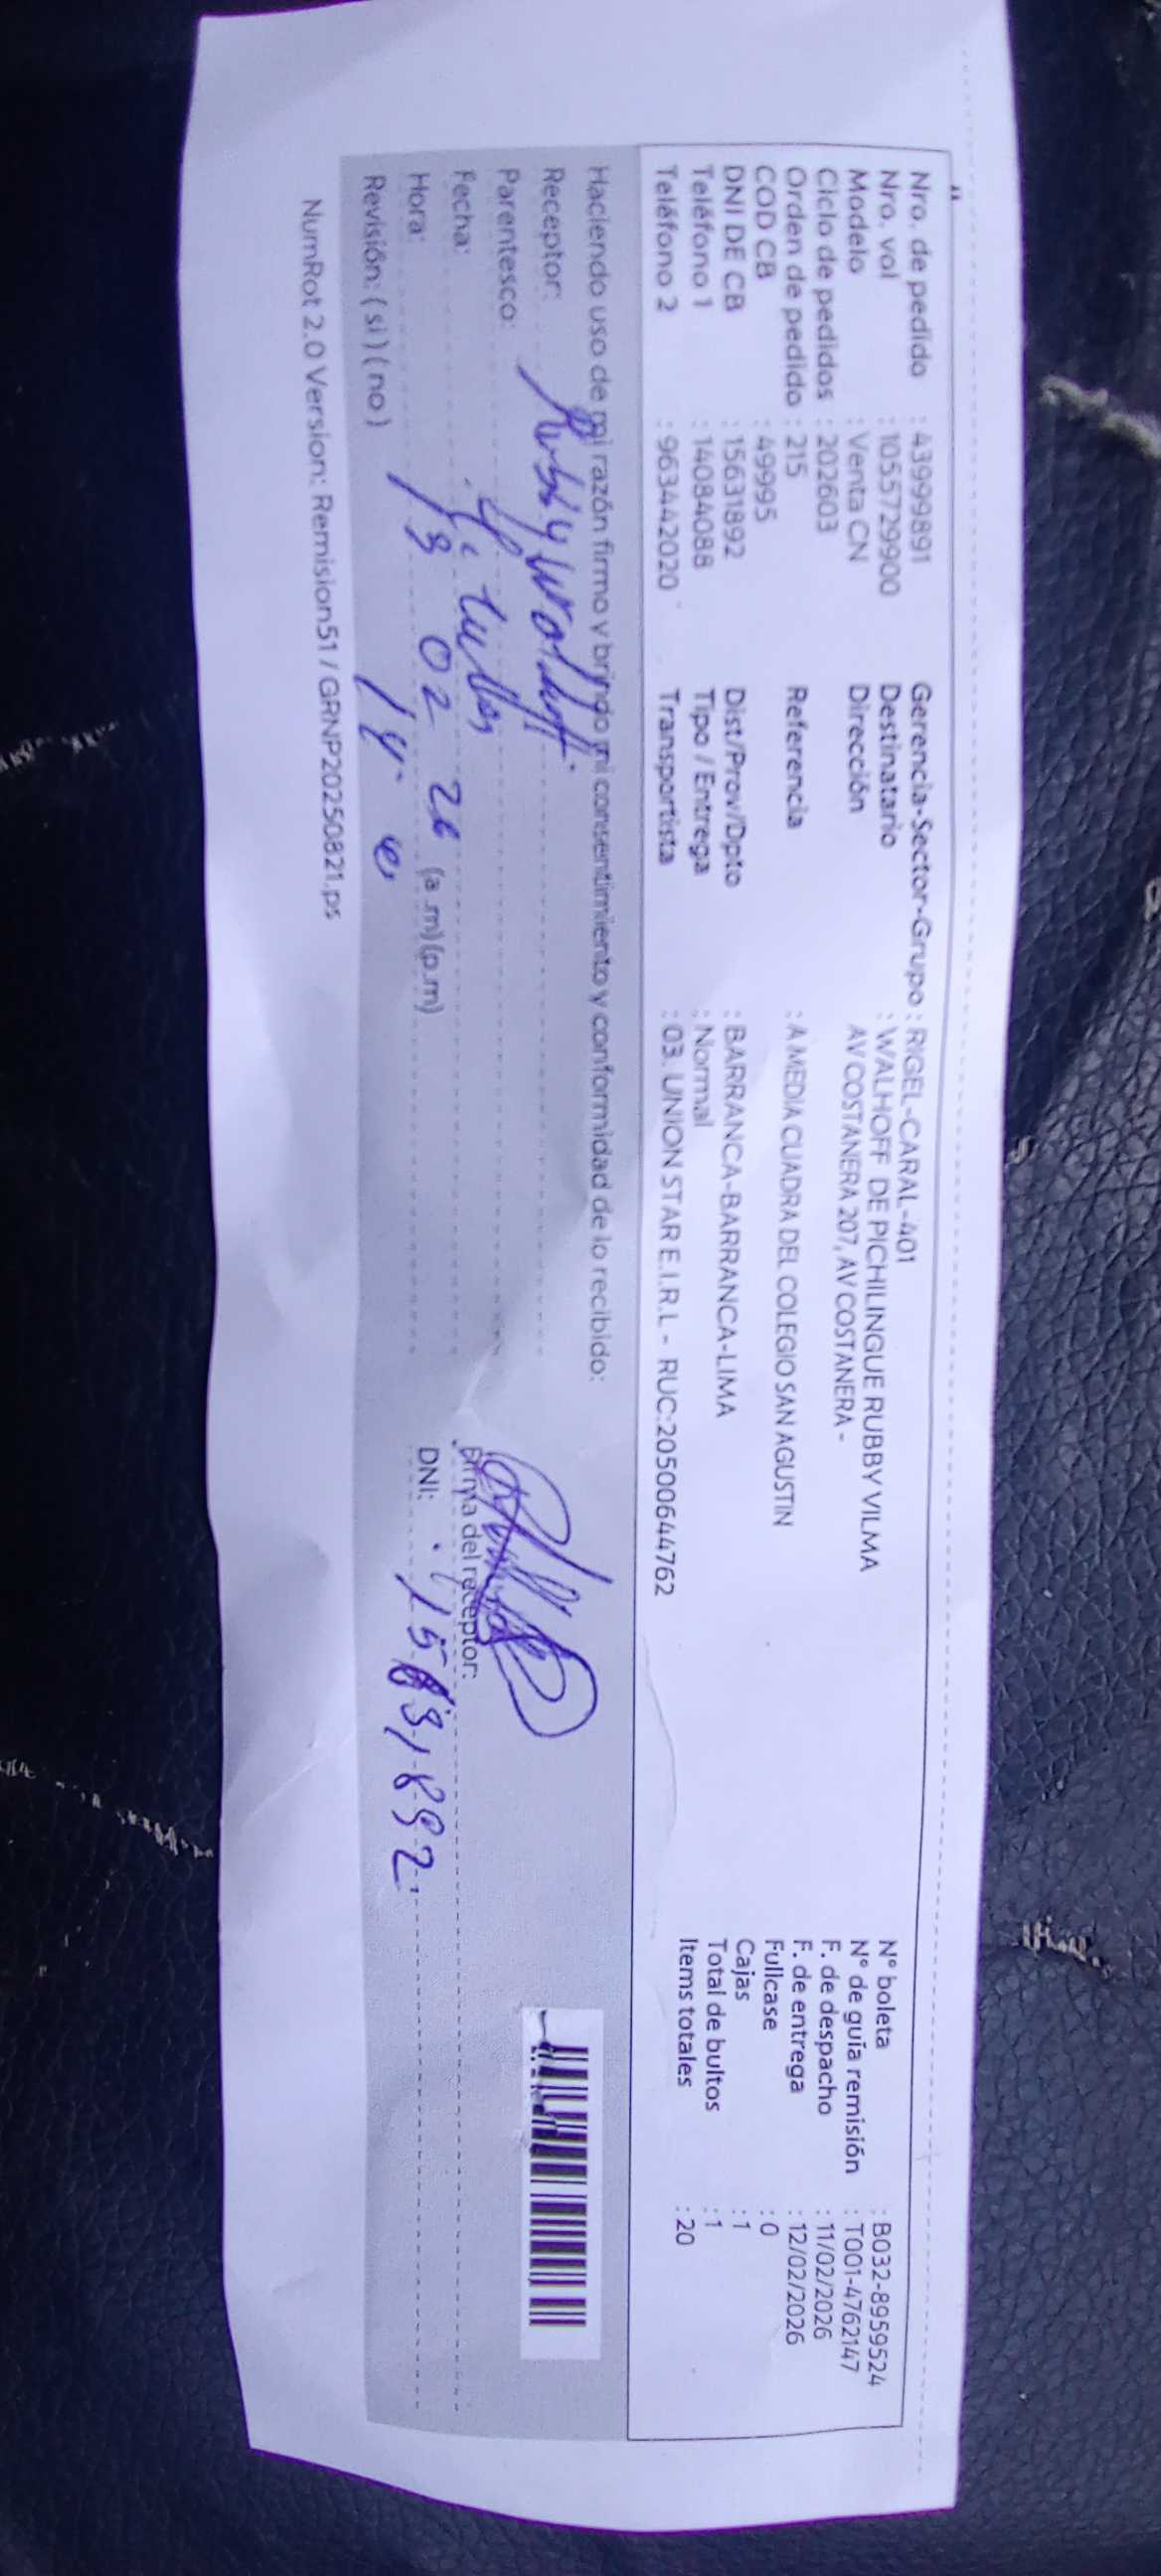 Nro. de pedido : 43999891
Nro. vol : 1055729900
Modelo : Venta CN
Ciclo de pedidos : 202603
Orden de pedido : 215
COD CB : 49995
DNI DE CB : 15631892
Teléfono 1 : 14084088
Teléfono 2 : 963442020
Gerencia-Sector-Grupo : RIGEL-CARAL-401
Destinatario : WALHOFF DE PICHILINGUE RUBBY VILMA
Dirección AV COSTANERA 207, AV COSTANERA -
Referencia : A MEDIA CUADRA DEL COLEGIO SAN AGUSTIN
Dist/Prov/Dpto : BARRANCA-BARRANCA-LIMA
Tipo / Entrega : Normal
Transportista : 03. UNION STAR E.I.R.L - RUC:20500644762
N° boleta : B032-8959524
N° de guía remisión : T001-4762147
F. de despacho : 11/02/2026
F. de entrega : 12/02/2026
Fullcase : 0
Cajas : 1
Total de bultos : 1
Items totales : 20
Haciendo uso de mi razón firmo y brindo mi consentimiento y conformidad de lo recibido:
Receptor:
Parentesco:
Fecha: 13 02 26
Hora: (a.m) (p.m)
Revisión: ( si ) ( no )
Firma del receptor:
DNI: 15631892
NumRot 2.0 Version: Remision51 / GRNP20250821.ps